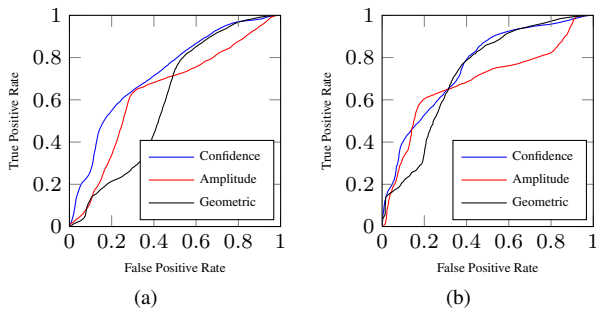 1
0.8
0.6
0.4
0.2
0
True Positive Rate
Confidence
Amplitude
Geometric
0 0.2 0.4 0.6 0.8 1
False Positive Rate
(a)
1
0.8
0.6
0.4
0.2
0
True Positive Rate
Confidence
Amplitude
Geometric
0 0.2 0.4 0.6 0.8 1
False Positive Rate
(b)